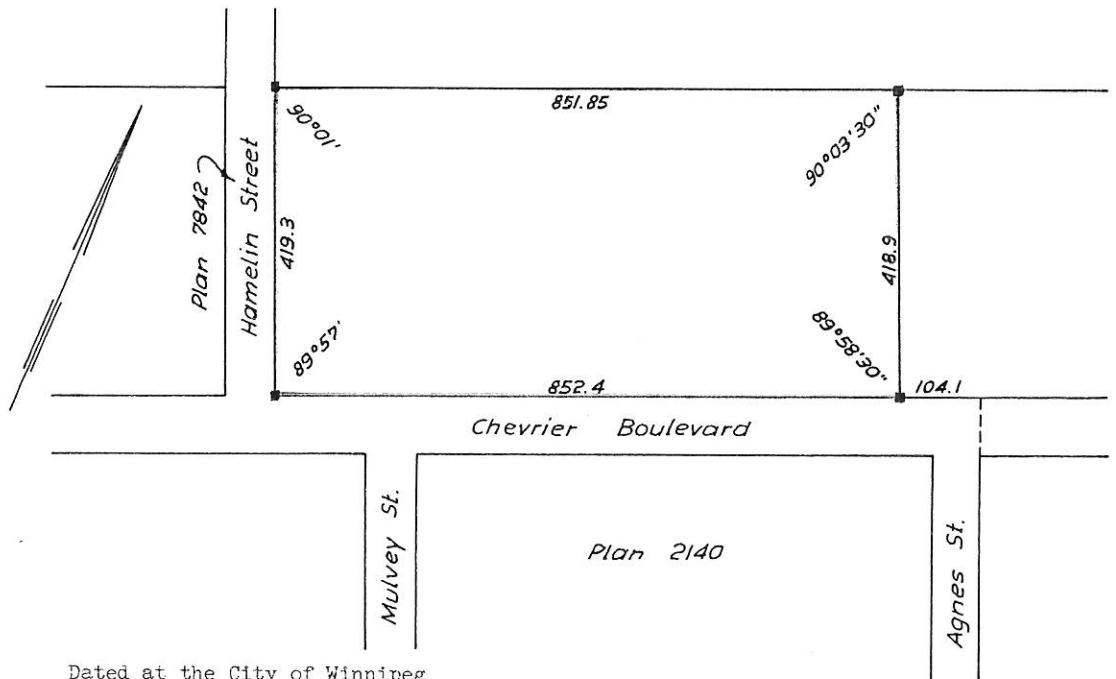 851.85
90°01'
90°03'30"
Plan 7842
Hamelin Street
419.3
418.9
89°57'
89°58'30"
852.4
104.1
Chevrier Boulevard
Mulvey St.
Plan 2140
Agnes St.
Dated at the City of Winnipeg